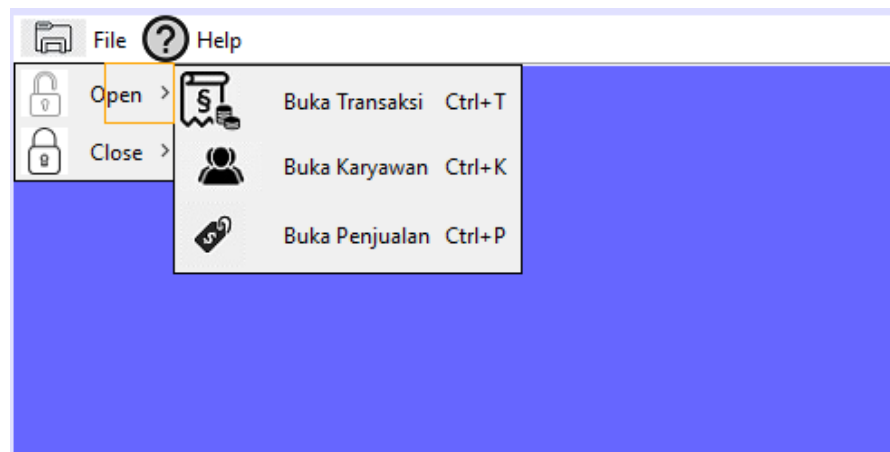 File Help
Open > Buka Transaksi Ctrl+T
Close > Buka Karyawan Ctrl+K
Buka Penjualan Ctrl+P